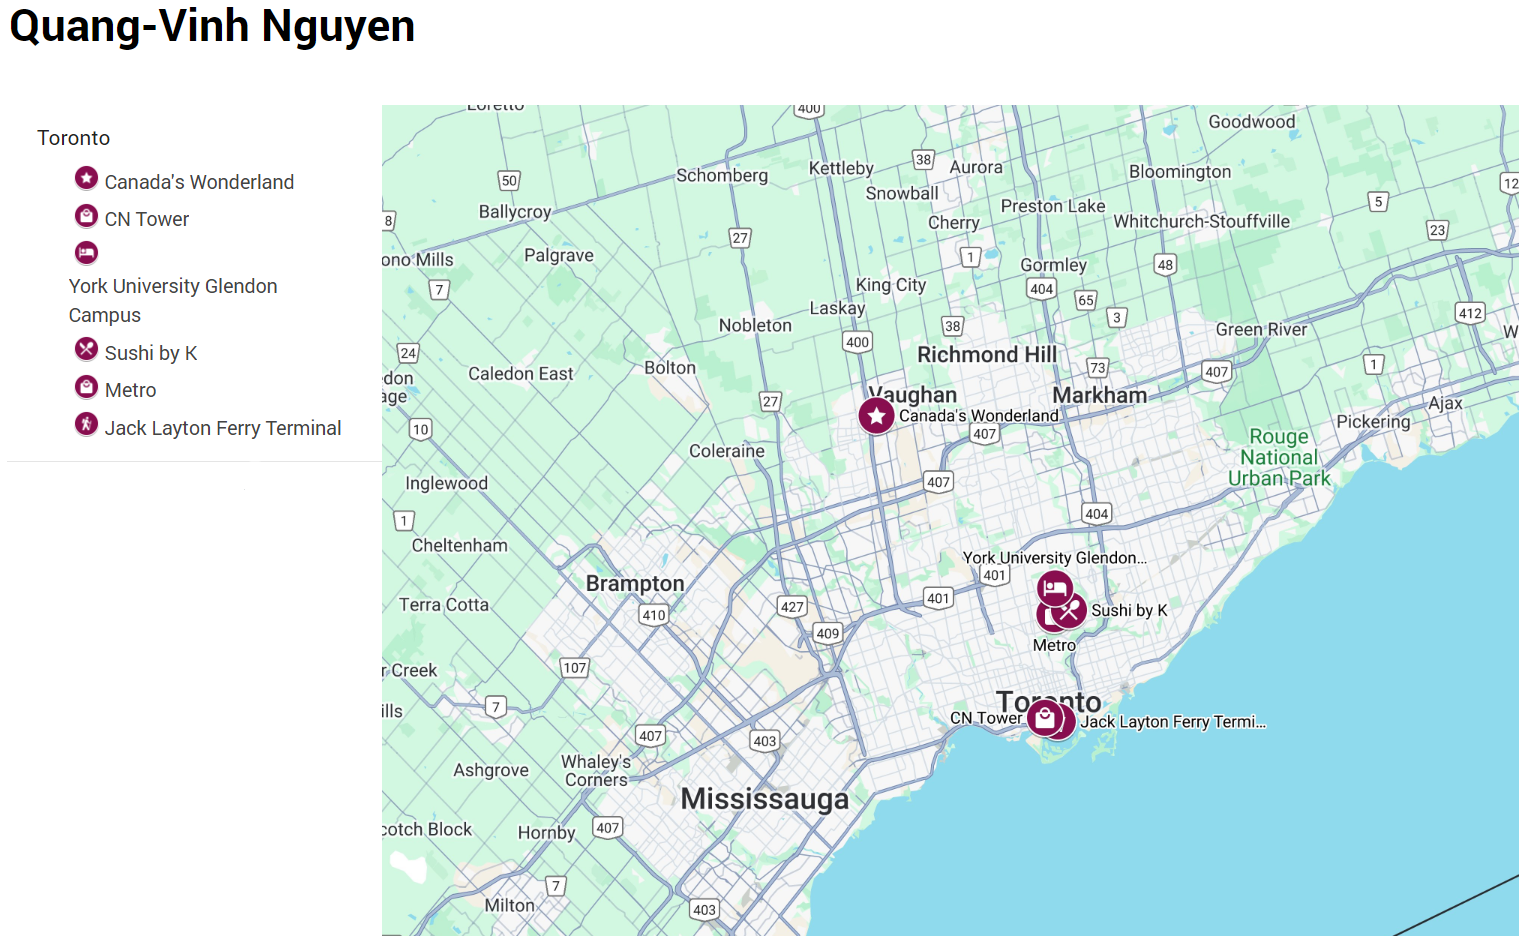 Quang-Vinh Nguyen
Toronto
Canada's Wonderland
CN Tower
York University Glendon
Campus
Sushi by K
Metro
Jack Layton Ferry Terminal
Loretto
400
Goodwood
Kettleby
38
Aurora
Schomberg
Bloomington
50
Snowball
12
Preston Lake
5
Ballycroy
8
Cherry
Whitchurch-Stouffville
27
23
Palgrave
ono Mills
1
Gormley
48
7
King City
404
65
Laskay
3
412
Nobleton
38
Green River
W
400
Richmond Hill
24
Bolton
73
407
1
Caledon East
edon
age
Vaughan
Markham
27
Ajax
Canada's Wonderland
Pickering
10
407
Rouge
National
Urban Park
Coleraine
Inglewood
407
1
404
Cheltenham
York University Glendon...
401
Brampton
401
Terra Cotta
427
410
Sushi by K
409
Metro
r Creek
107
Toronto
ills
7
CN Tower
Jack Layton Ferry Termi...
407
403
Whaley's
Corners
Ashgrove
Mississauga
cotch Block
Hornby
407
7
Milton
403